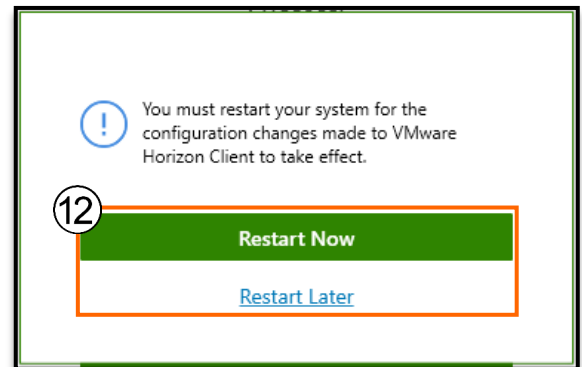 You must restart your system for the
configuration changes made to VMware
Horizon Client to take effect.
12
Restart Now
Restart Later